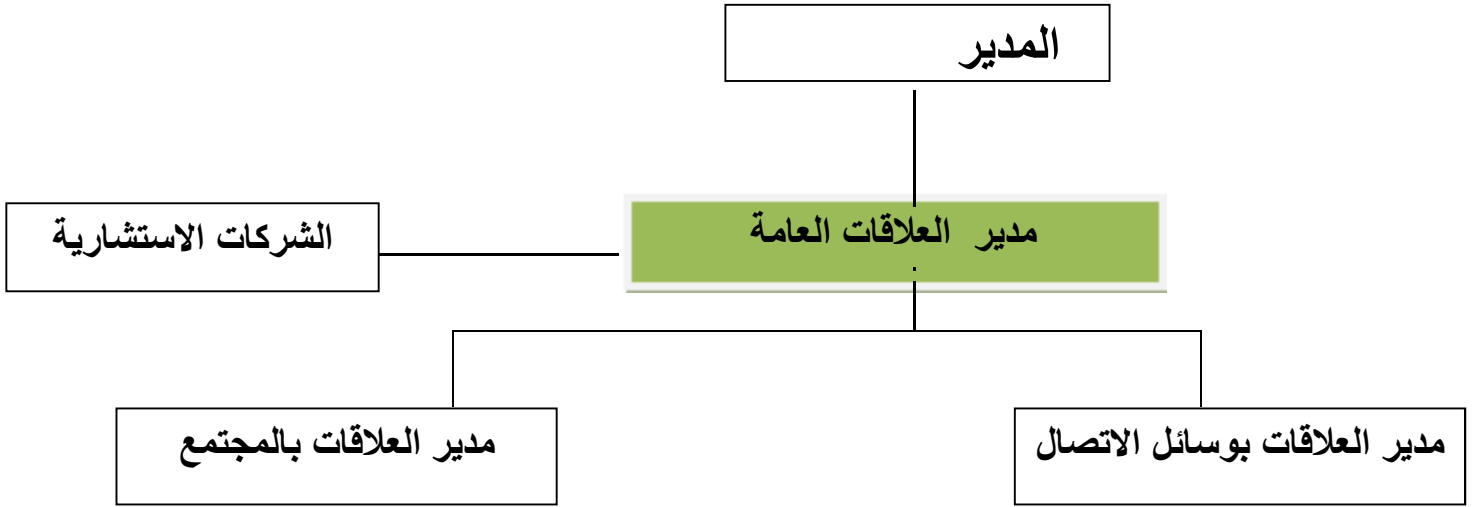 المدير
مدير العلاقات العامة
الشركات الاستشارية
مدير العلاقات بوسائل الاتصال
مدير العلاقات بالمجتمع